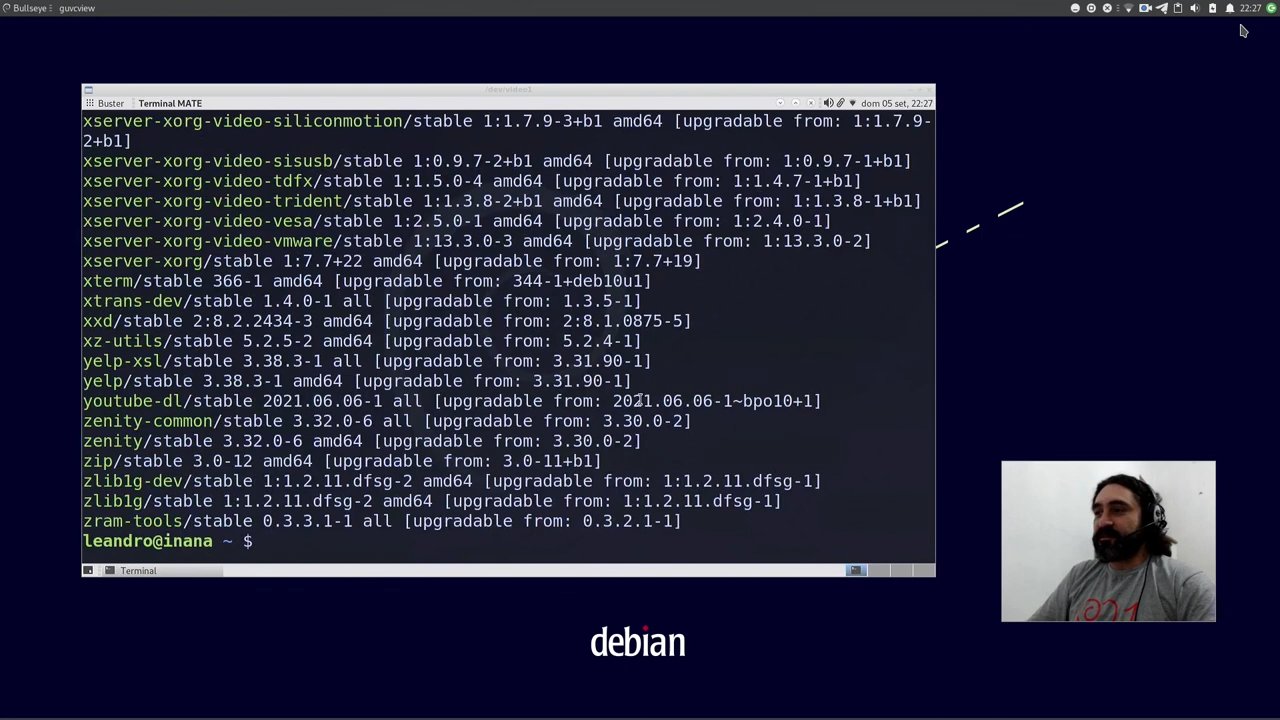 Bullseye guvcview 22:27
/dev/video1
Buster Terminal MATE dom 05 set, 22:27
xserver-xorg-video-siliconmotion/stable 1:1.7.9-3+b1 amd64 [upgradable from: 1:1.7.9-
2+b1]
xserver-xorg-video-sisusb/stable 1:0.9.7-2+b1 amd64 [upgradable from: 1:0.9.7-1+b1]
xserver-xorg-video-tdfx/stable 1:1.5.0-4 amd64 [upgradable from: 1:1.4.7-1+b1]
xserver-xorg-video-trident/stable 1:1.3.8-2+b1 amd64 [upgradable from: 1:1.3.8-1+b1]
xserver-xorg-video-vesa/stable 1:2.5.0-1 amd64 [upgradable from: 1:2.4.0-1]
xserver-xorg-video-vmware/stable 1:13.3.0-3 amd64 [upgradable from: 1:13.3.0-2]
xserver-xorg/stable 1:7.7+22 amd64 [upgradable from: 1:7.7+19]
xterm/stable 366-1 amd64 [upgradable from: 344-1+deb10u1]
xtrans-dev/stable 1.4.0-1 all [upgradable from: 1.3.5-1]
xxd/stable 2:8.2.2434-3 amd64 [upgradable from: 2:8.1.0875-5]
xz-utils/stable 5.2.5-2 amd64 [upgradable from: 5.2.4-1]
yelp-xsl/stable 3.38.3-1 all [upgradable from: 3.31.90-1]
yelp/stable 3.38.3-1 amd64 [upgradable from: 3.31.90-1]
youtube-dl/stable 2021.06.06-1 all [upgradable from: 2021.06.06-1~bpo10+1]
zenity-common/stable 3.32.0-6 all [upgradable from: 3.30.0-2]
zenity/stable 3.32.0-6 amd64 [upgradable from: 3.30.0-2]
zip/stable 3.0-12 amd64 [upgradable from: 3.0-11+b1]
zlib1g-dev/stable 1:1.2.11.dfsg-2 amd64 [upgradable from: 1:1.2.11.dfsg-1]
zlib1g/stable 1:1.2.11.dfsg-2 amd64 [upgradable from: 1:1.2.11.dfsg-1]
zram-tools/stable 0.3.3.1-1 all [upgradable from: 0.3.2.1-1]
leandro@inana ~ $
Terminal
debian